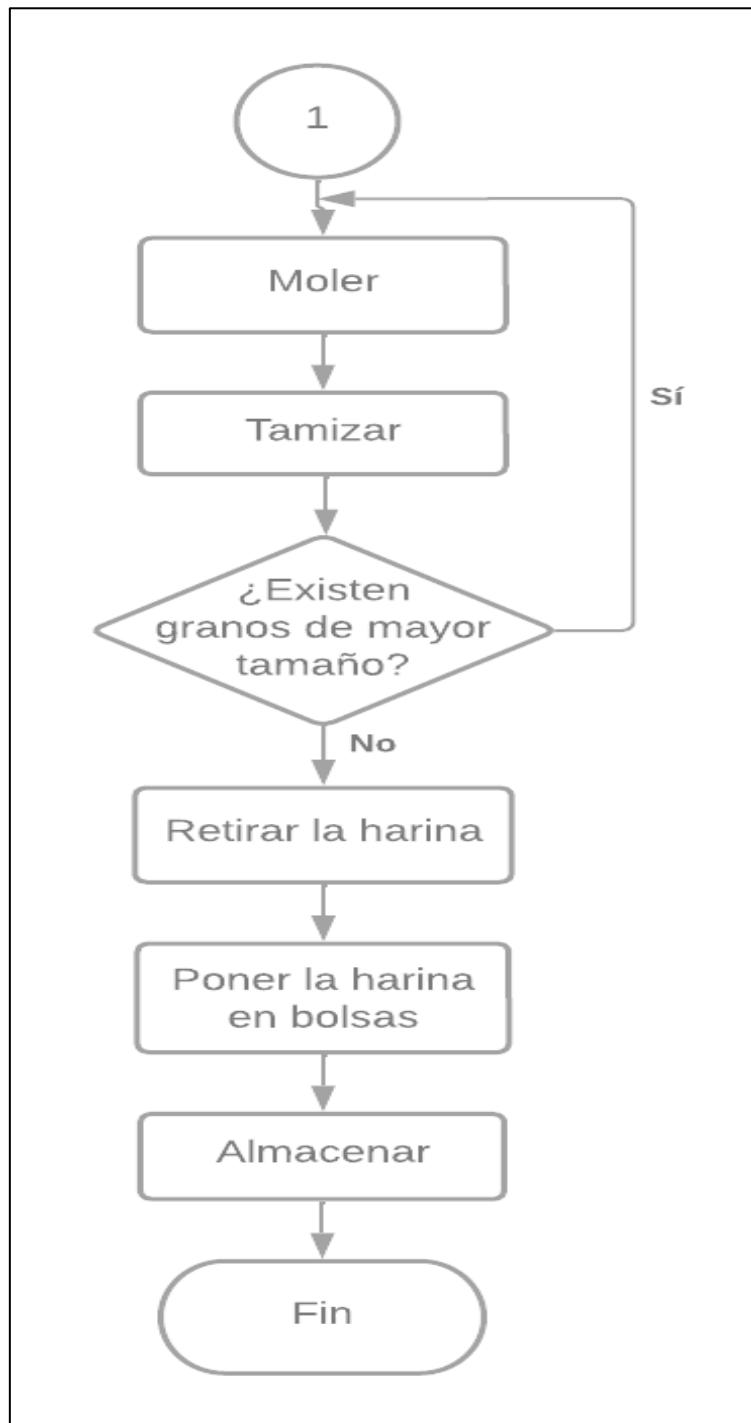 1
Moler
Sí
Tamizar
¿Existen
granos de mayor
tamaño?
No
Retirar la harina
Poner la harina
en bolsas
Almacenar
Fin